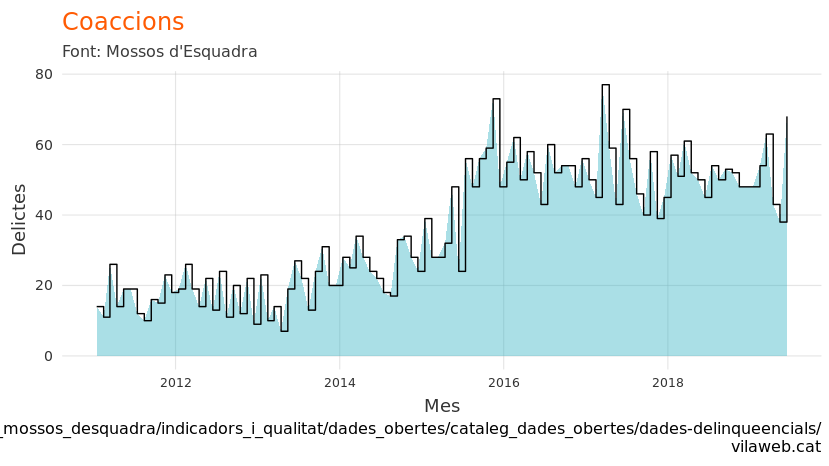 Coaccions
Font: Mossos d'Esquadra
80
60
40
20
0
Delictes
2012 2014 2016 2018
Mes
_mossos_desquadra/indicadors_i_qualitat/dades_obertes/cataleg_dades_obertes/dades-delinqueencials/
vilaweb.cat